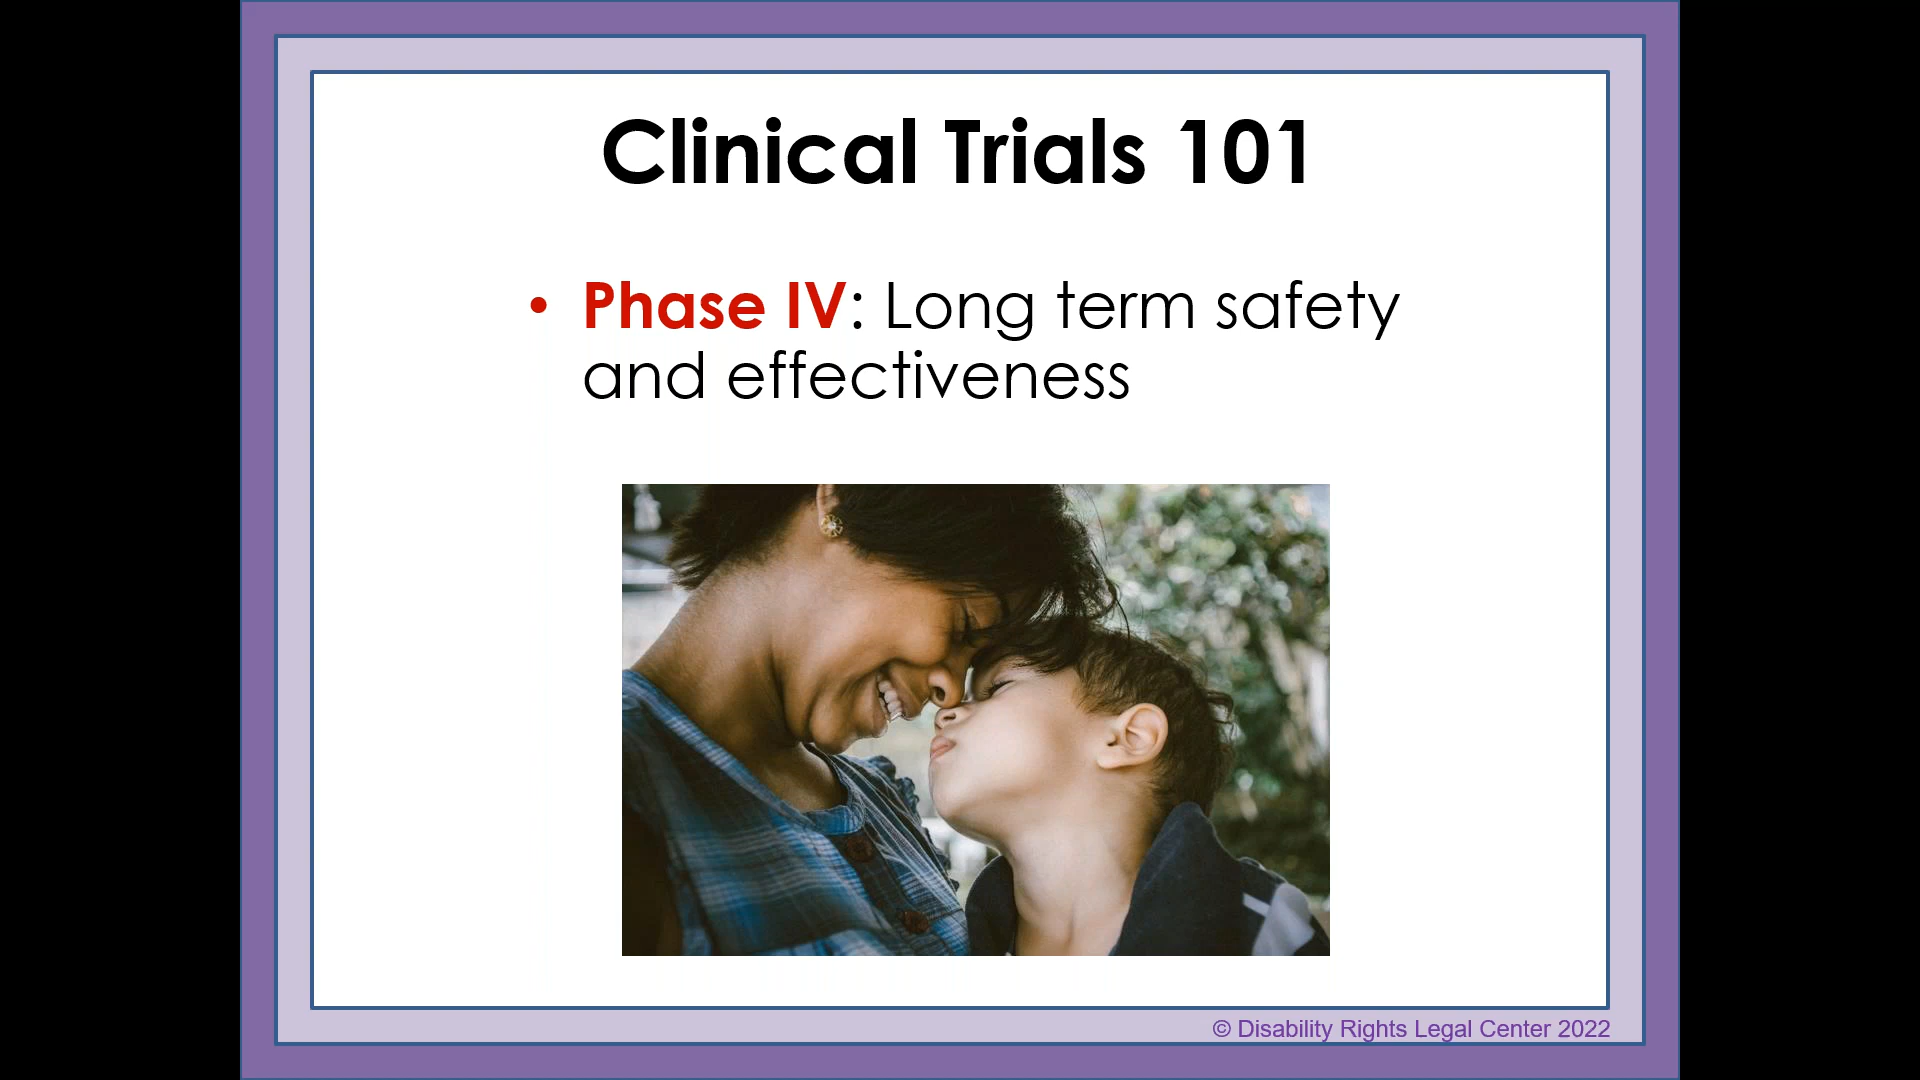 Clinical Trials 101
• Phase IV: Long term safety
and effectiveness
© Disability Rights Legal Center 2022